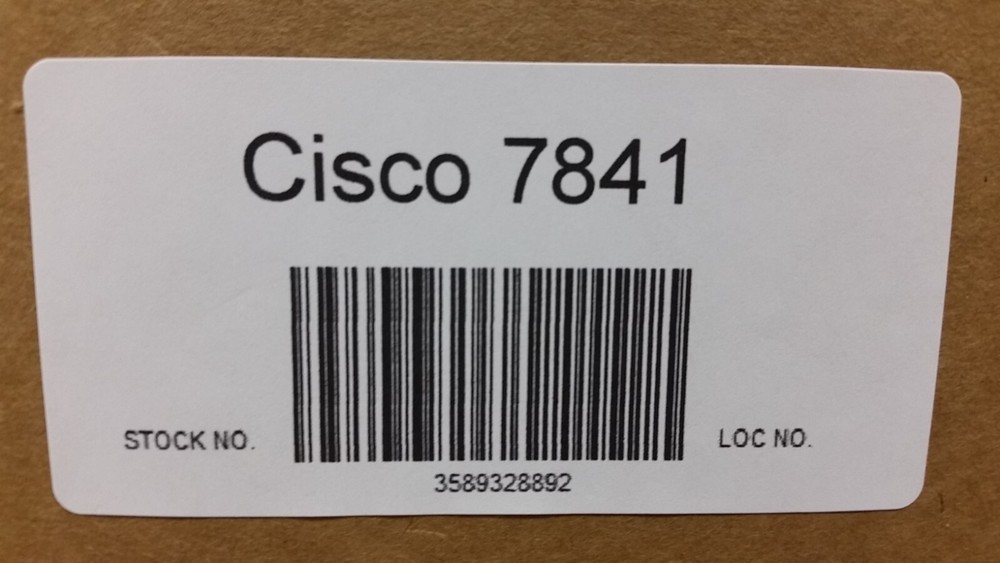 Cisco 7841
STOCK NO.
LOC NO.
3589328892